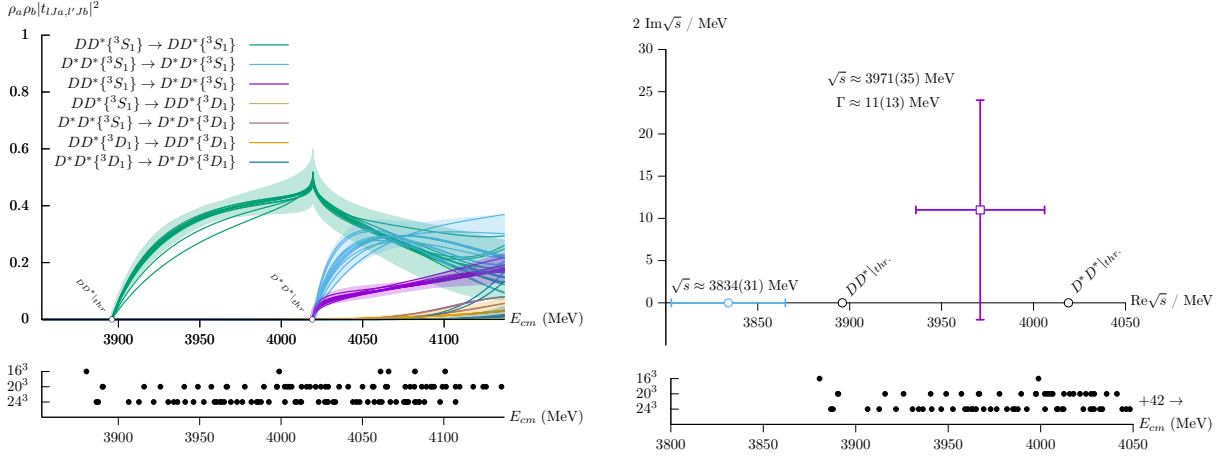 ρₐρ_b|t_{lJa,l′Jb}|²
1
0.8
0.6
0.4
0.2
0
DD*{³S₁} → DD*{³S₁}
D*D*{³S₁} → D*D*{³S₁}
DD*{³S₁} → D*D*{³S₁}
DD*{³S₁} → DD*{³D₁}
D*D*{³S₁} → D*D*{³D₁}
DD*{³D₁} → DD*{³D₁}
D*D*{³D₁} → D*D*{³D₁}
DD*|thr
D*D*|thr
3900 3950 4000 4050 4100
E_cm (MeV)
16³
20³
24³
E_cm (MeV)
3900 3950 4000 4050 4100
2 Im√s / MeV
30
25
20
15
10
5
0
√s ≈ 3971(35) MeV
Γ ≈ 11(13) MeV
√s ≈ 3834(31) MeV
DD*|thr.
D*D*|thr.
Re√s / MeV
3850 3900 3950 4000 4050
16³
20³
24³
+42 →
E_cm (MeV)
3800 3850 3900 3950 4000 4050